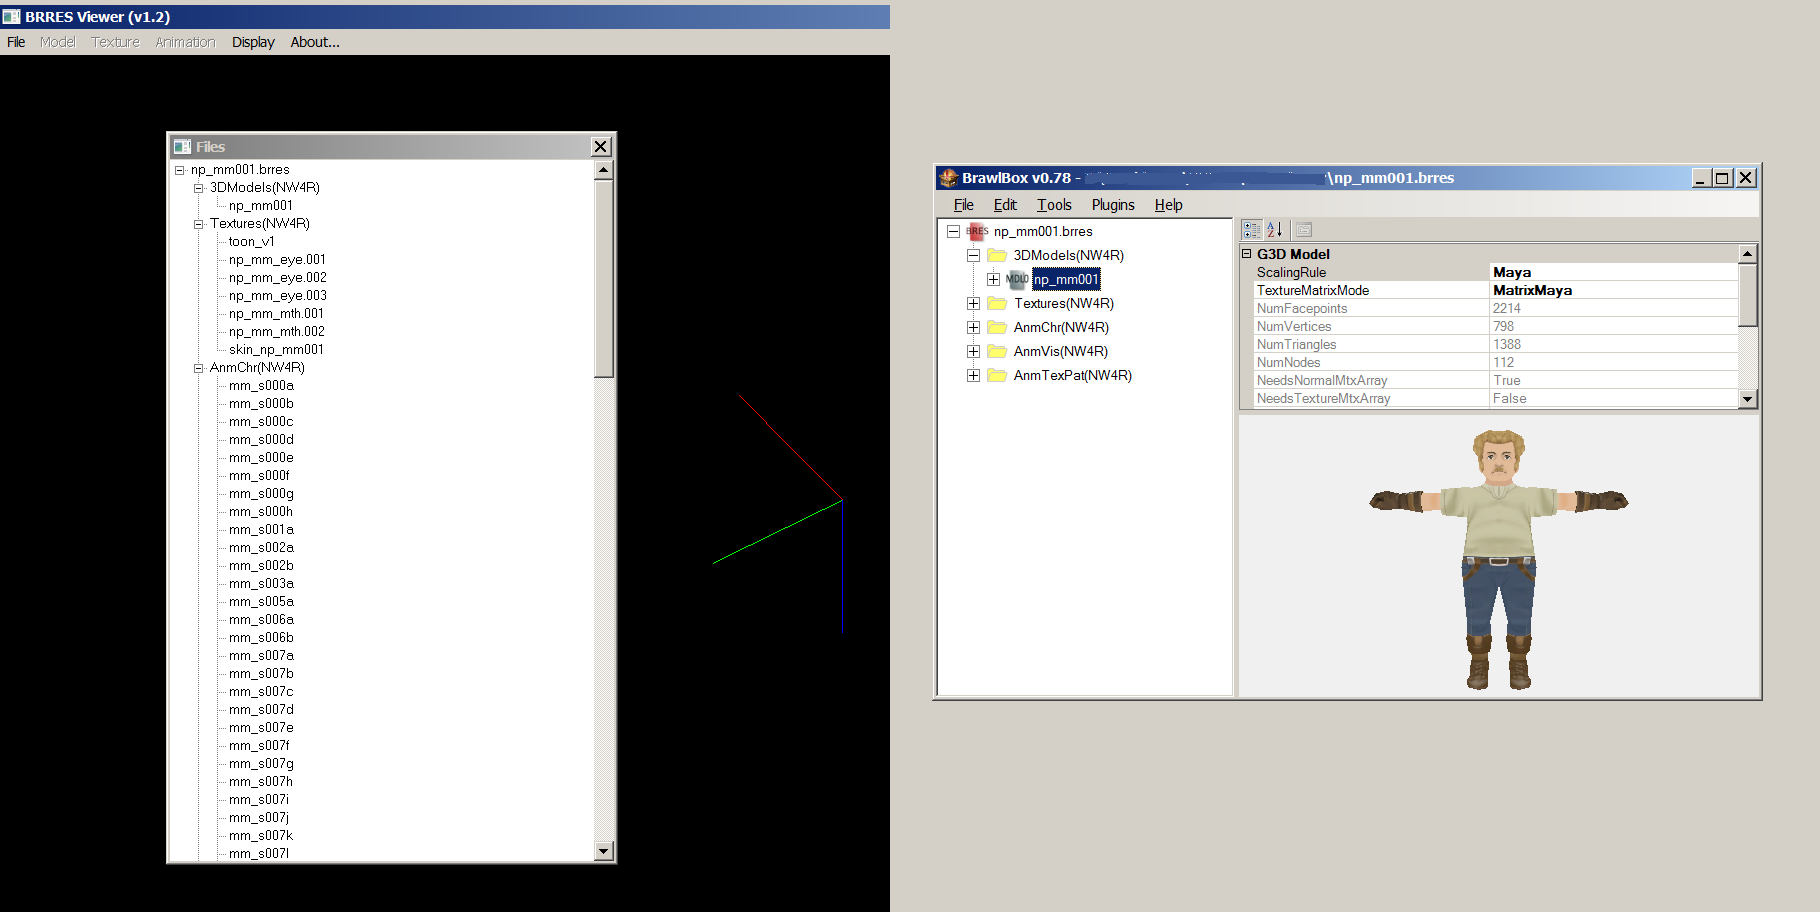 BRRES Viewer (v1.2)
File Model Texture Animation Display About...
Files
np_mm001.brres
3DModels(NW4R)
np_mm001
Textures(NW4R)
toon_v1
np_mm_eye.001
np_mm_eye.002
np_mm_eye.003
np_mm_mth.001
np_mm_mth.002
skin_np_mm001
AnmChr(NW4R)
mm_s000a
mm_s000b
mm_s000c
mm_s000d
mm_s000e
mm_s000f
mm_s000g
mm_s000h
mm_s001a
mm_s002a
mm_s002b
mm_s003a
mm_s005a
mm_s006a
mm_s006b
mm_s007a
mm_s007b
mm_s007c
mm_s007d
mm_s007e
mm_s007f
mm_s007g
mm_s007h
mm_s007i
mm_s007j
mm_s007k
mm_s007l
BrawlBox v0.78 - \np_mm001.brres
File Edit Tools Plugins Help
BRES np_mm001.brres
3DModels(NW4R)
MDL0 np_mm001
Textures(NW4R)
AnmChr(NW4R)
AnmVis(NW4R)
AnmTexPat(NW4R)
A
Z
G3D Model
ScalingRule Maya
TextureMatrixMode MatrixMaya
NumFacepoints 2214
NumVertices 798
NumTriangles 1388
NumNodes 112
NeedsNormalMtxArray True
NeedsTextureMtxArray False